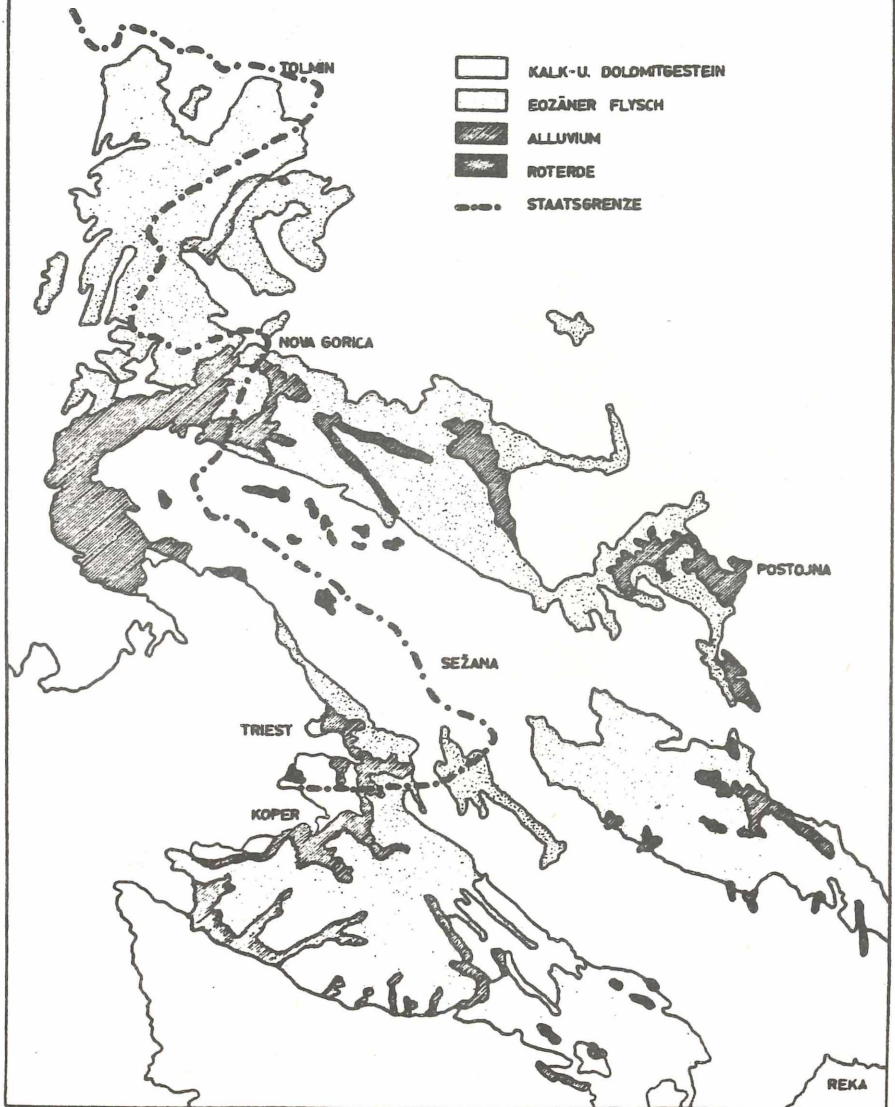 TOLMIN
KALK-U. DOLOMITGESTEIN
EOZÄNER FLYSCH
ALLUVIUM
ROTERDE
STAATSGRENZE
NOVA GORICA
POSTOJNA
SEŽANA
TRIEST
KOPER
REKA